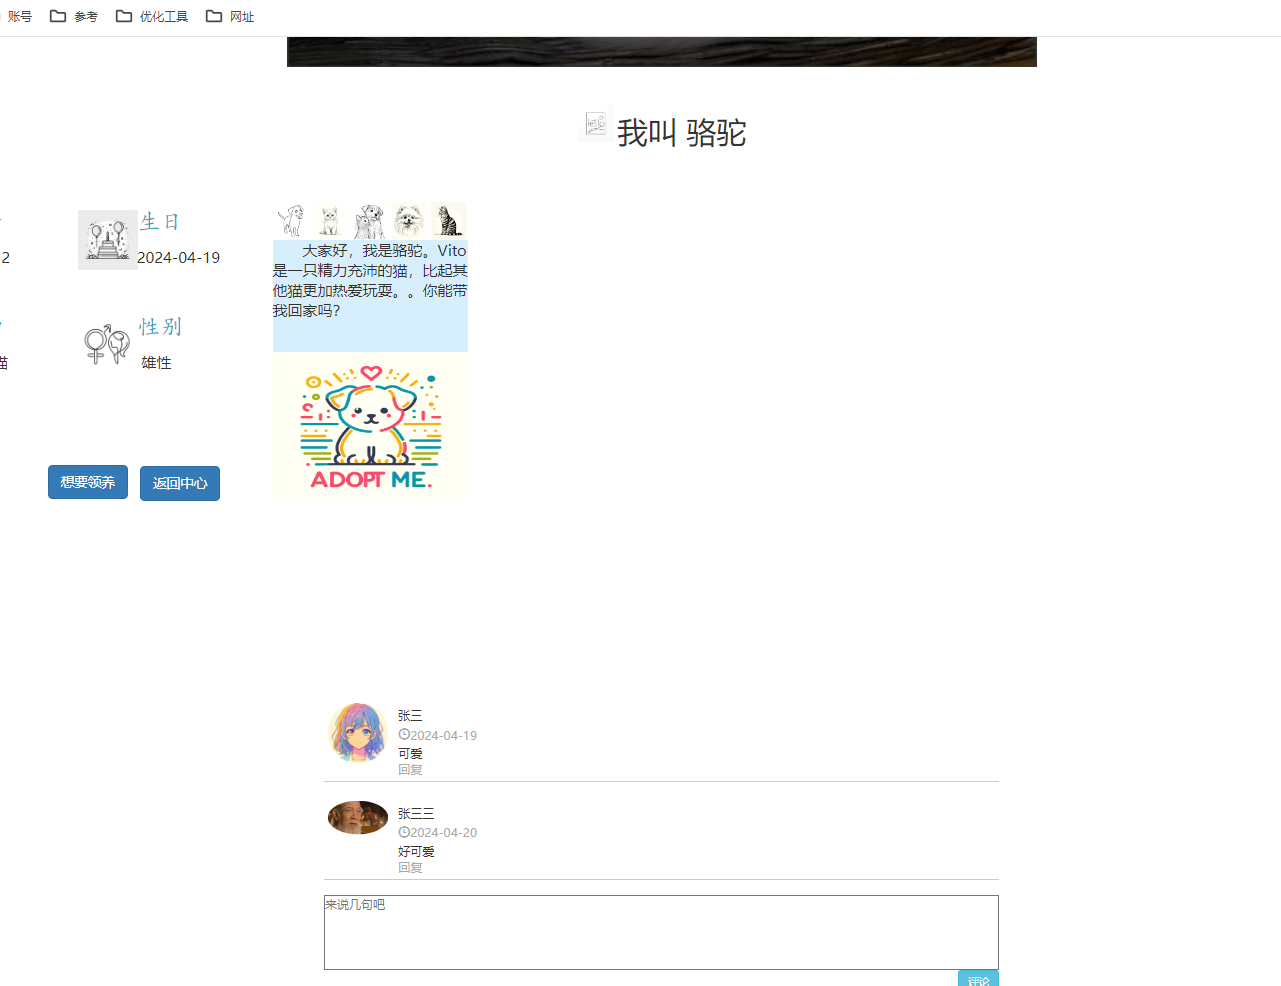 账号 参考 优化工具 网址
我叫 骆驼
生日
2
2024-04-19
性别
猫
雄性
想要领养 返回中心
大家好，我是骆驼。Vito
是一只精力充沛的猫，比起其
他猫更加热爱玩耍。。你能带
我回家吗？
ADOPT ME.
张三
2024-04-19
可爱
回复
张三三
2024-04-20
好可爱
回复
来说几句吧
评论